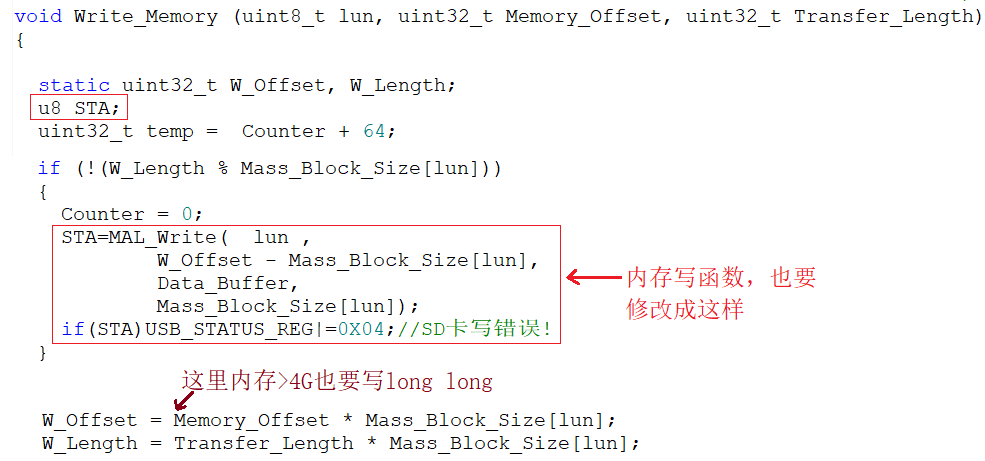 void Write_Memory (uint8_t lun, uint32_t Memory_Offset, uint32_t Transfer_Length)
{
static uint32_t W_Offset, W_Length;
u8 STA;
uint32_t temp =  Counter + 64;
if (!(W_Length % Mass_Block_Size[lun]))
{
Counter = 0;
STA=MAL_Write(  lun ,
W_Offset - Mass_Block_Size[lun],
Data_Buffer,
Mass_Block_Size[lun]);
if(STA)USB_STATUS_REG|=0X04;//SD卡写错误!
}
内存写函数，也要
修改成这样
这里内存>4G也要写long long
W_Offset = Memory_Offset * Mass_Block_Size[lun];
W_Length = Transfer_Length * Mass_Block_Size[lun];